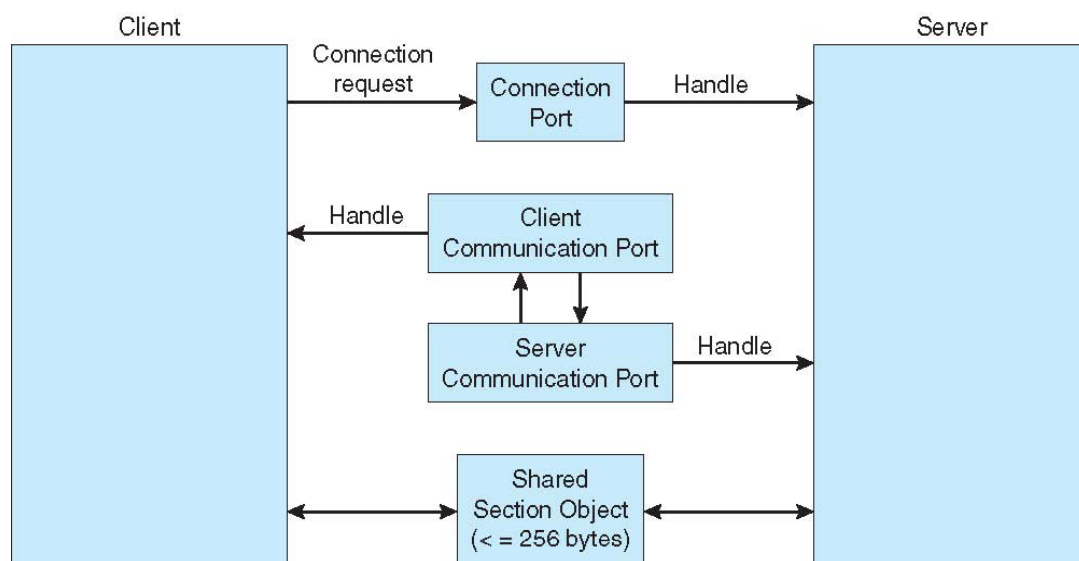 Client
Server
Connection
request
Connection
Port
Handle
Handle
Client
Communication Port
Server
Communication Port
Handle
Shared
Section Object
(< = 256 bytes)